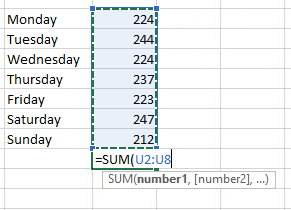 Monday 224
Tuesday 244
Wednesday 224
Thursday 237
Friday 223
Saturday 247
Sunday 212
=SUM(U2:U8
SUM(number1, [number2], ...)